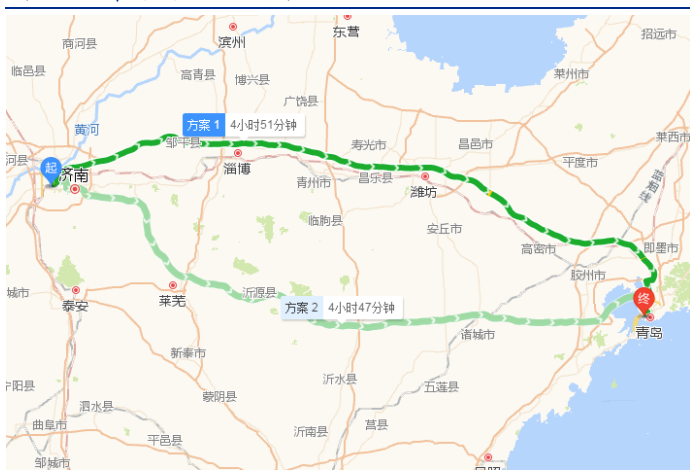 招远市
商河县
滨州
东营
临邑县
高青县
博兴县
莱州市
广饶县
黄河
方案 1 4小时51分钟
莱西市
邹平县
寿光市
昌邑市
平度市
河县
起
济南
淄博
青州市
昌乐县
潍坊
蓝烟线
临朐县
安丘市
高密市
即墨市
胶州市
城市
泰安
莱芜
沂原县
方案 2 4小时47分钟
终
青岛
诸城市
新泰市
宁阳县
蒙阴县
沂水县
五莲县
泗水县
曲阜市
平邑县
沂南县
莒县
邹城市